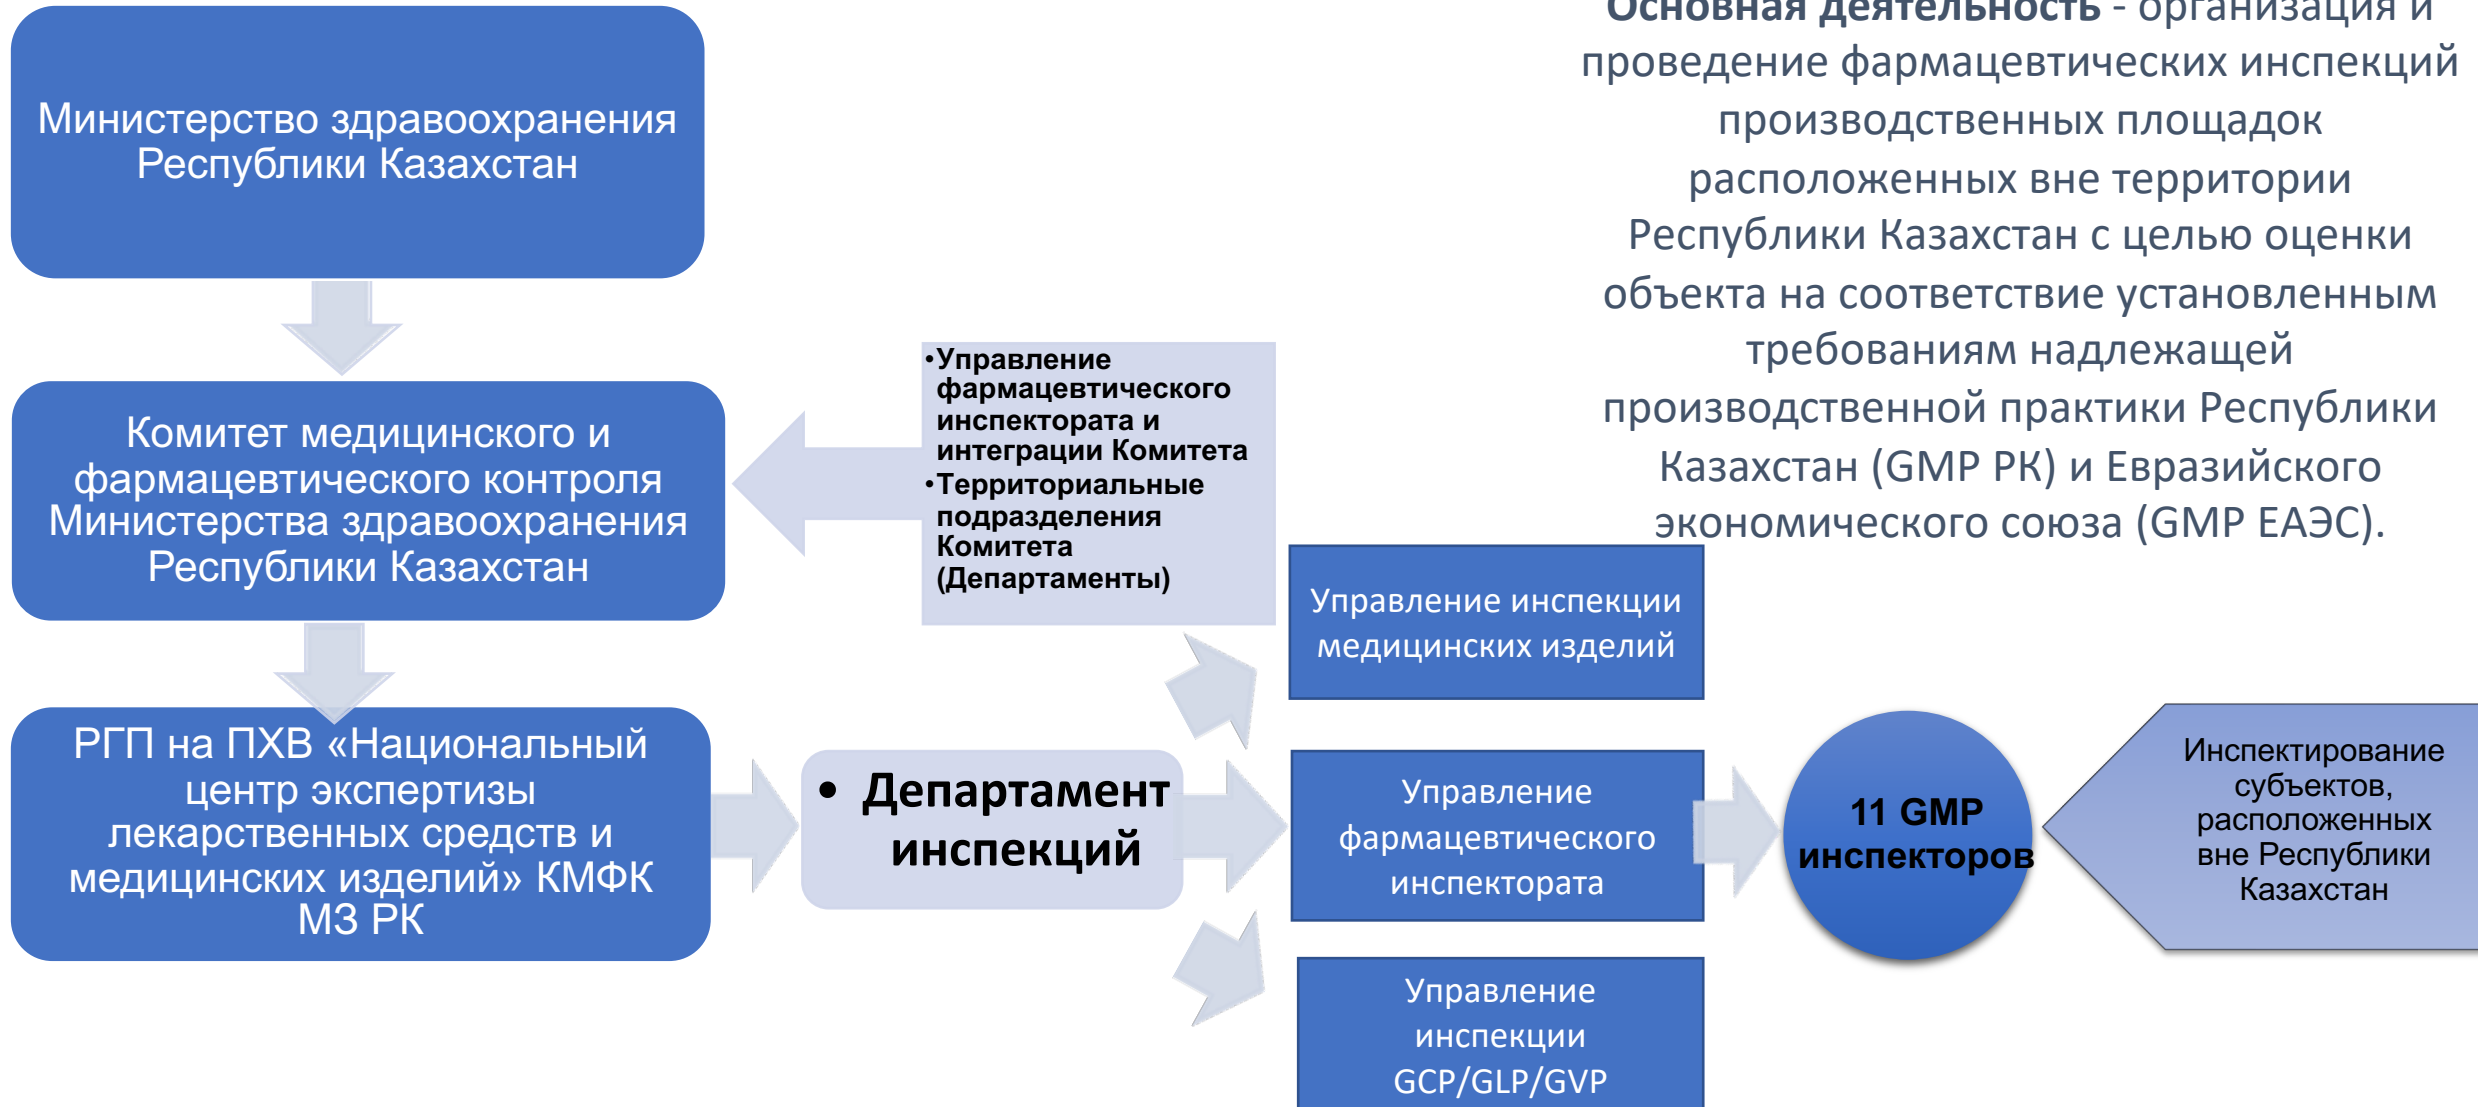 Основная деятельность - организация и
проведение фармацевтических инспекций
производственных площадок
расположенных вне территории
Республики Казахстан с целью оценки
объекта на соответствие установленным
требованиям надлежащей
производственной практики Республики
Казахстан (GMP РК) и Евразийского
экономического союза (GMP ЕАЭС).
Министерство здравоохранения
Республики Казахстан
Комитет медицинского и
фармацевтического контроля
Министерства здравоохранения
Республики Казахстан
•Управление
фармацевтического
инспектората и
интеграции Комитета
•Территориальные
подразделения
Комитета
(Департаменты)
РГП на ПХВ «Национальный
центр экспертизы
лекарственных средств и
медицинских изделий» КМФК
МЗ РК
• Департамент
инспекций
Управление инспекции
медицинских изделий
Управление
фармацевтического
инспектората
Управление
инспекции
GCP/GLP/GVP
11 GMP
инспекторов
Инспектирование
субъектов,
расположенных
вне Республики
Казахстан